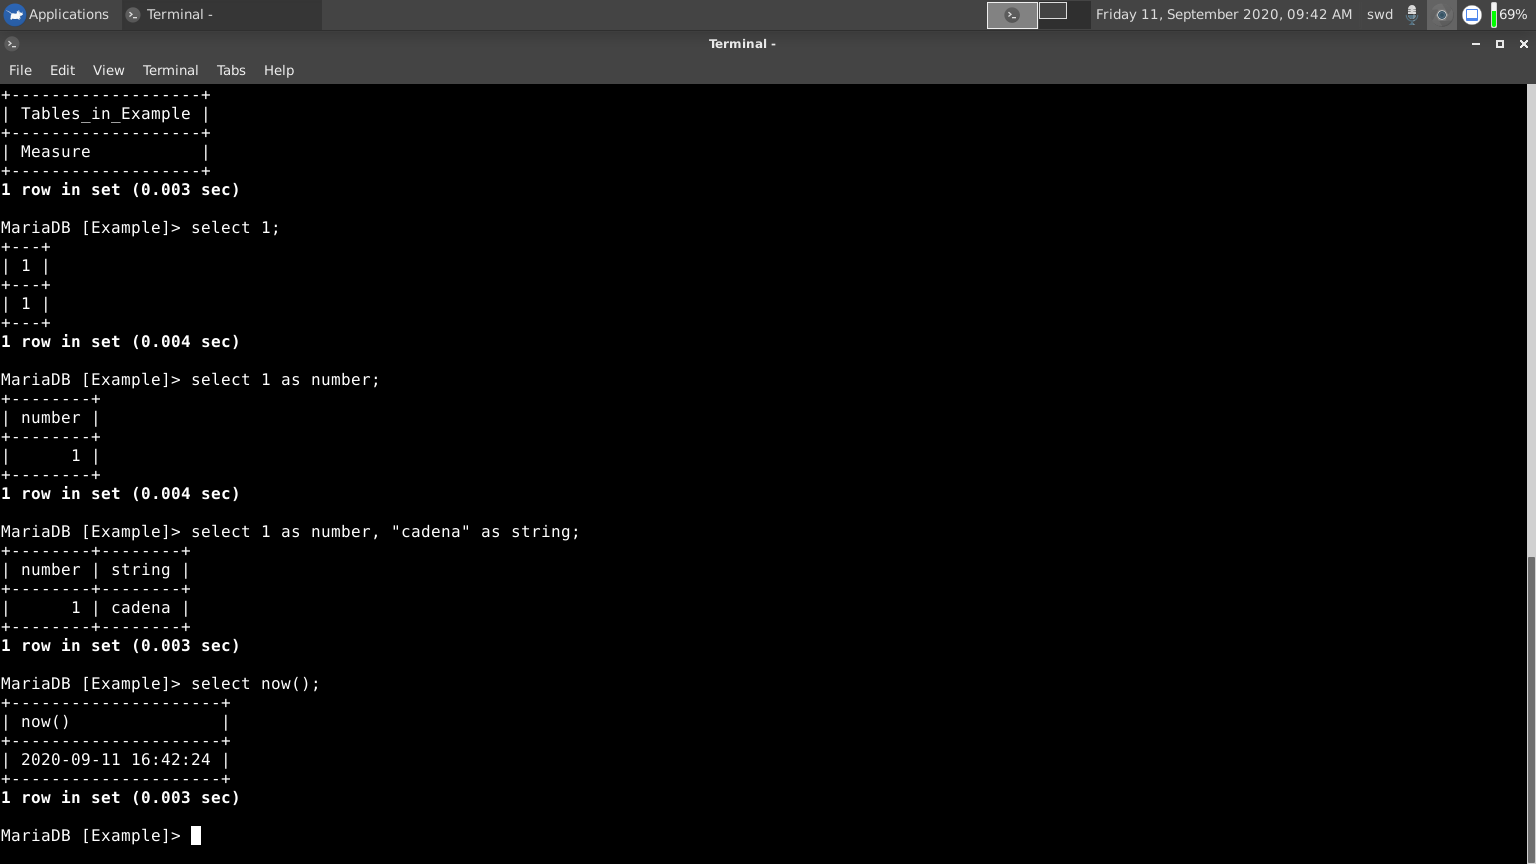 Applications Terminal - Friday 11, September 2020, 09:42 AM swd 69%
Terminal -
File Edit View Terminal Tabs Help
+-------------------+
| Tables_in_Example |
+-------------------+
| Measure           |
+-------------------+
1 row in set (0.003 sec)
MariaDB [Example]> select 1;
+---+
| 1 |
+---+
| 1 |
+---+
1 row in set (0.004 sec)
MariaDB [Example]> select 1 as number;
+--------+
| number |
+--------+
|      1 |
+--------+
1 row in set (0.004 sec)
MariaDB [Example]> select 1 as number, "cadena" as string;
+--------+--------+
| number | string |
+--------+--------+
|      1 | cadena |
+--------+--------+
1 row in set (0.003 sec)
MariaDB [Example]> select now();
+---------------------+
| now()               |
+---------------------+
| 2020-09-11 16:42:24 |
+---------------------+
1 row in set (0.003 sec)
MariaDB [Example]>